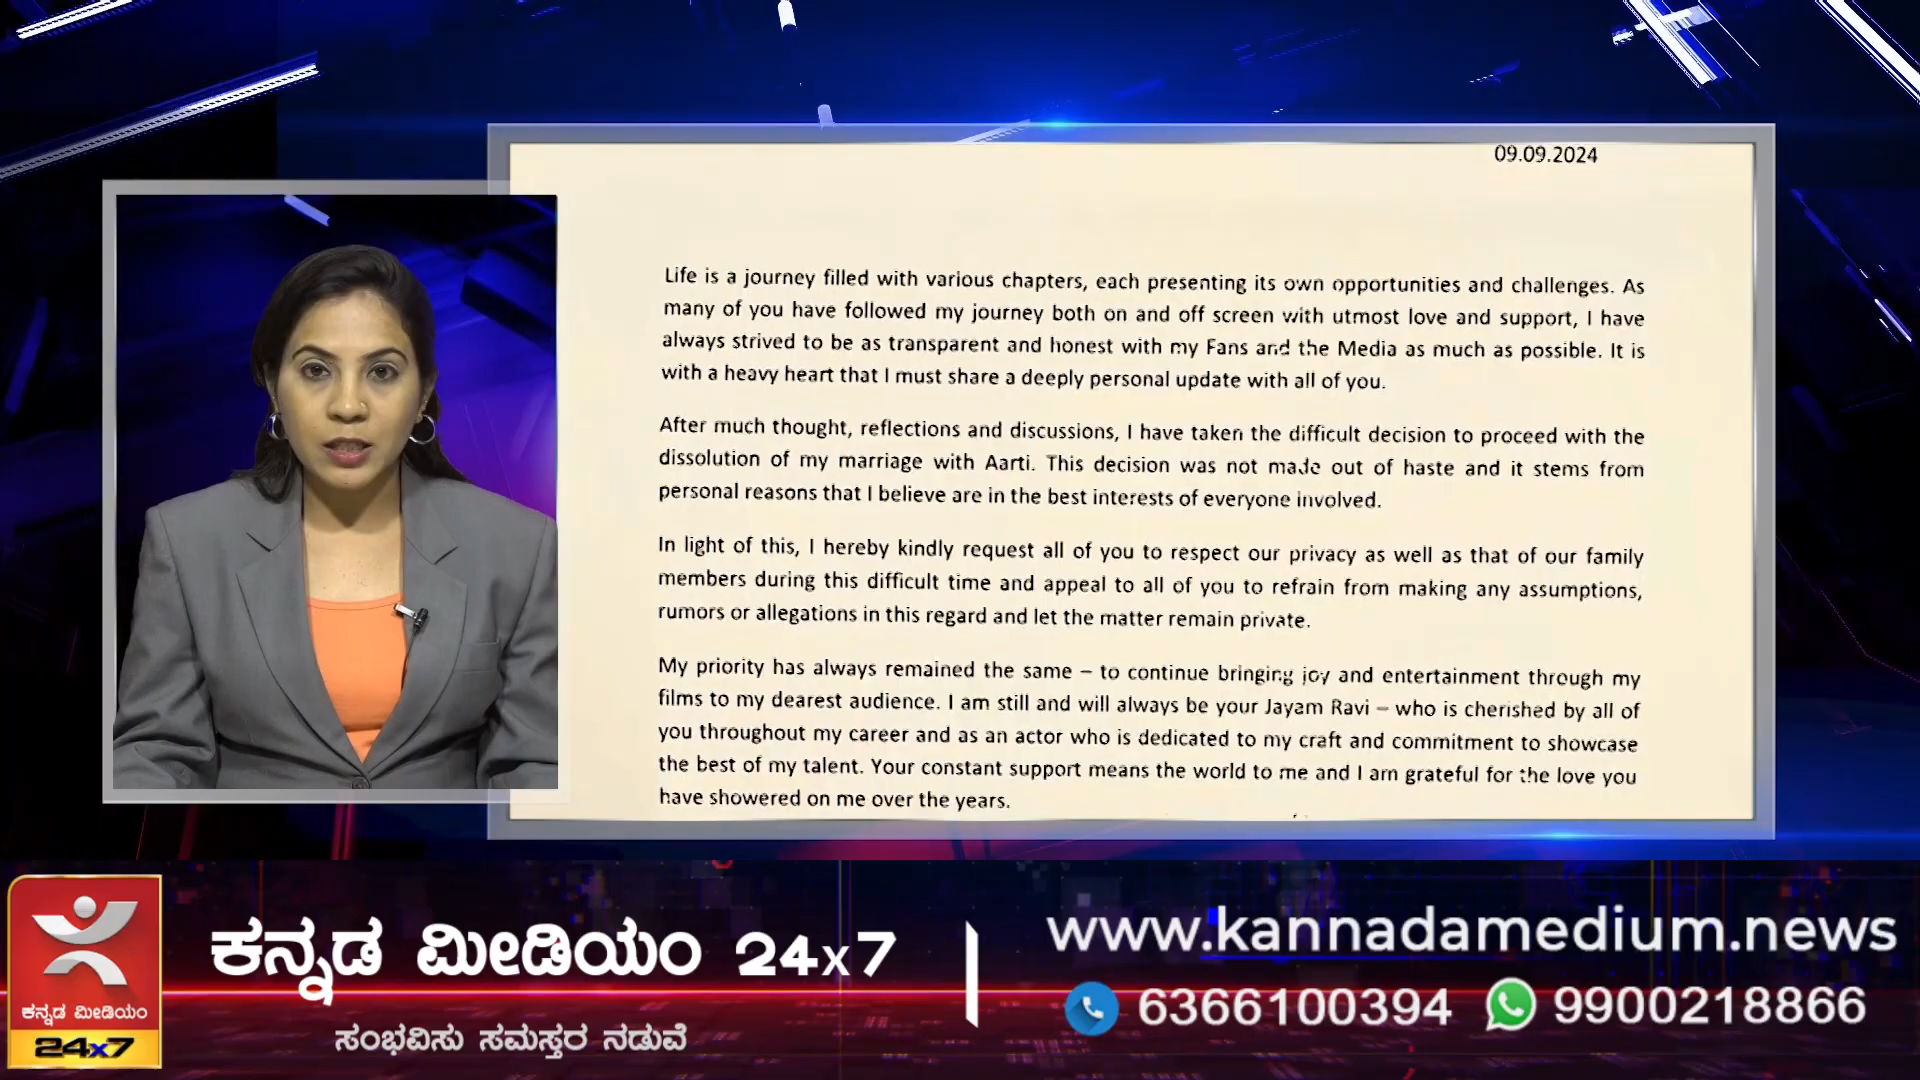 09.09.2024
Life is a journey filled with various chapters, each presenting its own opportunities and challenges. As
many of you have followed my journey both on and off screen with utmost love and support, I have
always strived to be as transparent and honest with my Fans and the Media as much as possible. It is
with a heavy heart that I must share a deeply personal update with all of you.
After much thought, reflections and discussions, I have taken the difficult decision to proceed with the
dissolution of my marriage with Aarti. This decision was not made out of haste and it stems from
personal reasons that I believe are in the best interests of everyone involved.
In light of this, I hereby kindly request all of you to respect our privacy as well as that of our family
members during this difficult time and appeal to all of you to refrain from making any assumptions,
rumors or allegations in this regard and let the matter remain private.
My priority has always remained the same – to continue bringing joy and entertainment through my
films to my dearest audience. I am still and will always be your Jayam Ravi – who is cherished by all of
you throughout my career and as an actor who is dedicated to my craft and commitment to showcase
the best of my talent. Your constant support means the world to me and I am grateful for the love you
have showered on me over the years.
ಕನ್ನಡ ಮೀಡಿಯಂ
24x7
ಕನ್ನಡ ಮೀಡಿಯಂ 24x7
ಸಂಭವಿಸು ಸಮಸ್ತರ ನಡುವೆ
www.kannadamedium.news
6366100394 9900218866